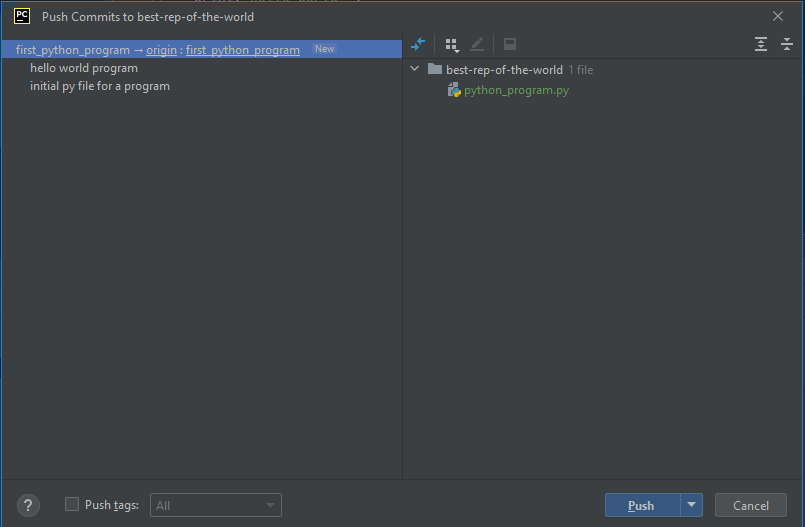 PC Push Commits to best-rep-of-the-world
first_python_program → origin : first_python_program New
hello world program
initial py file for a program
best-rep-of-the-world 1 file
python_program.py
? Push tags: All Push Cancel